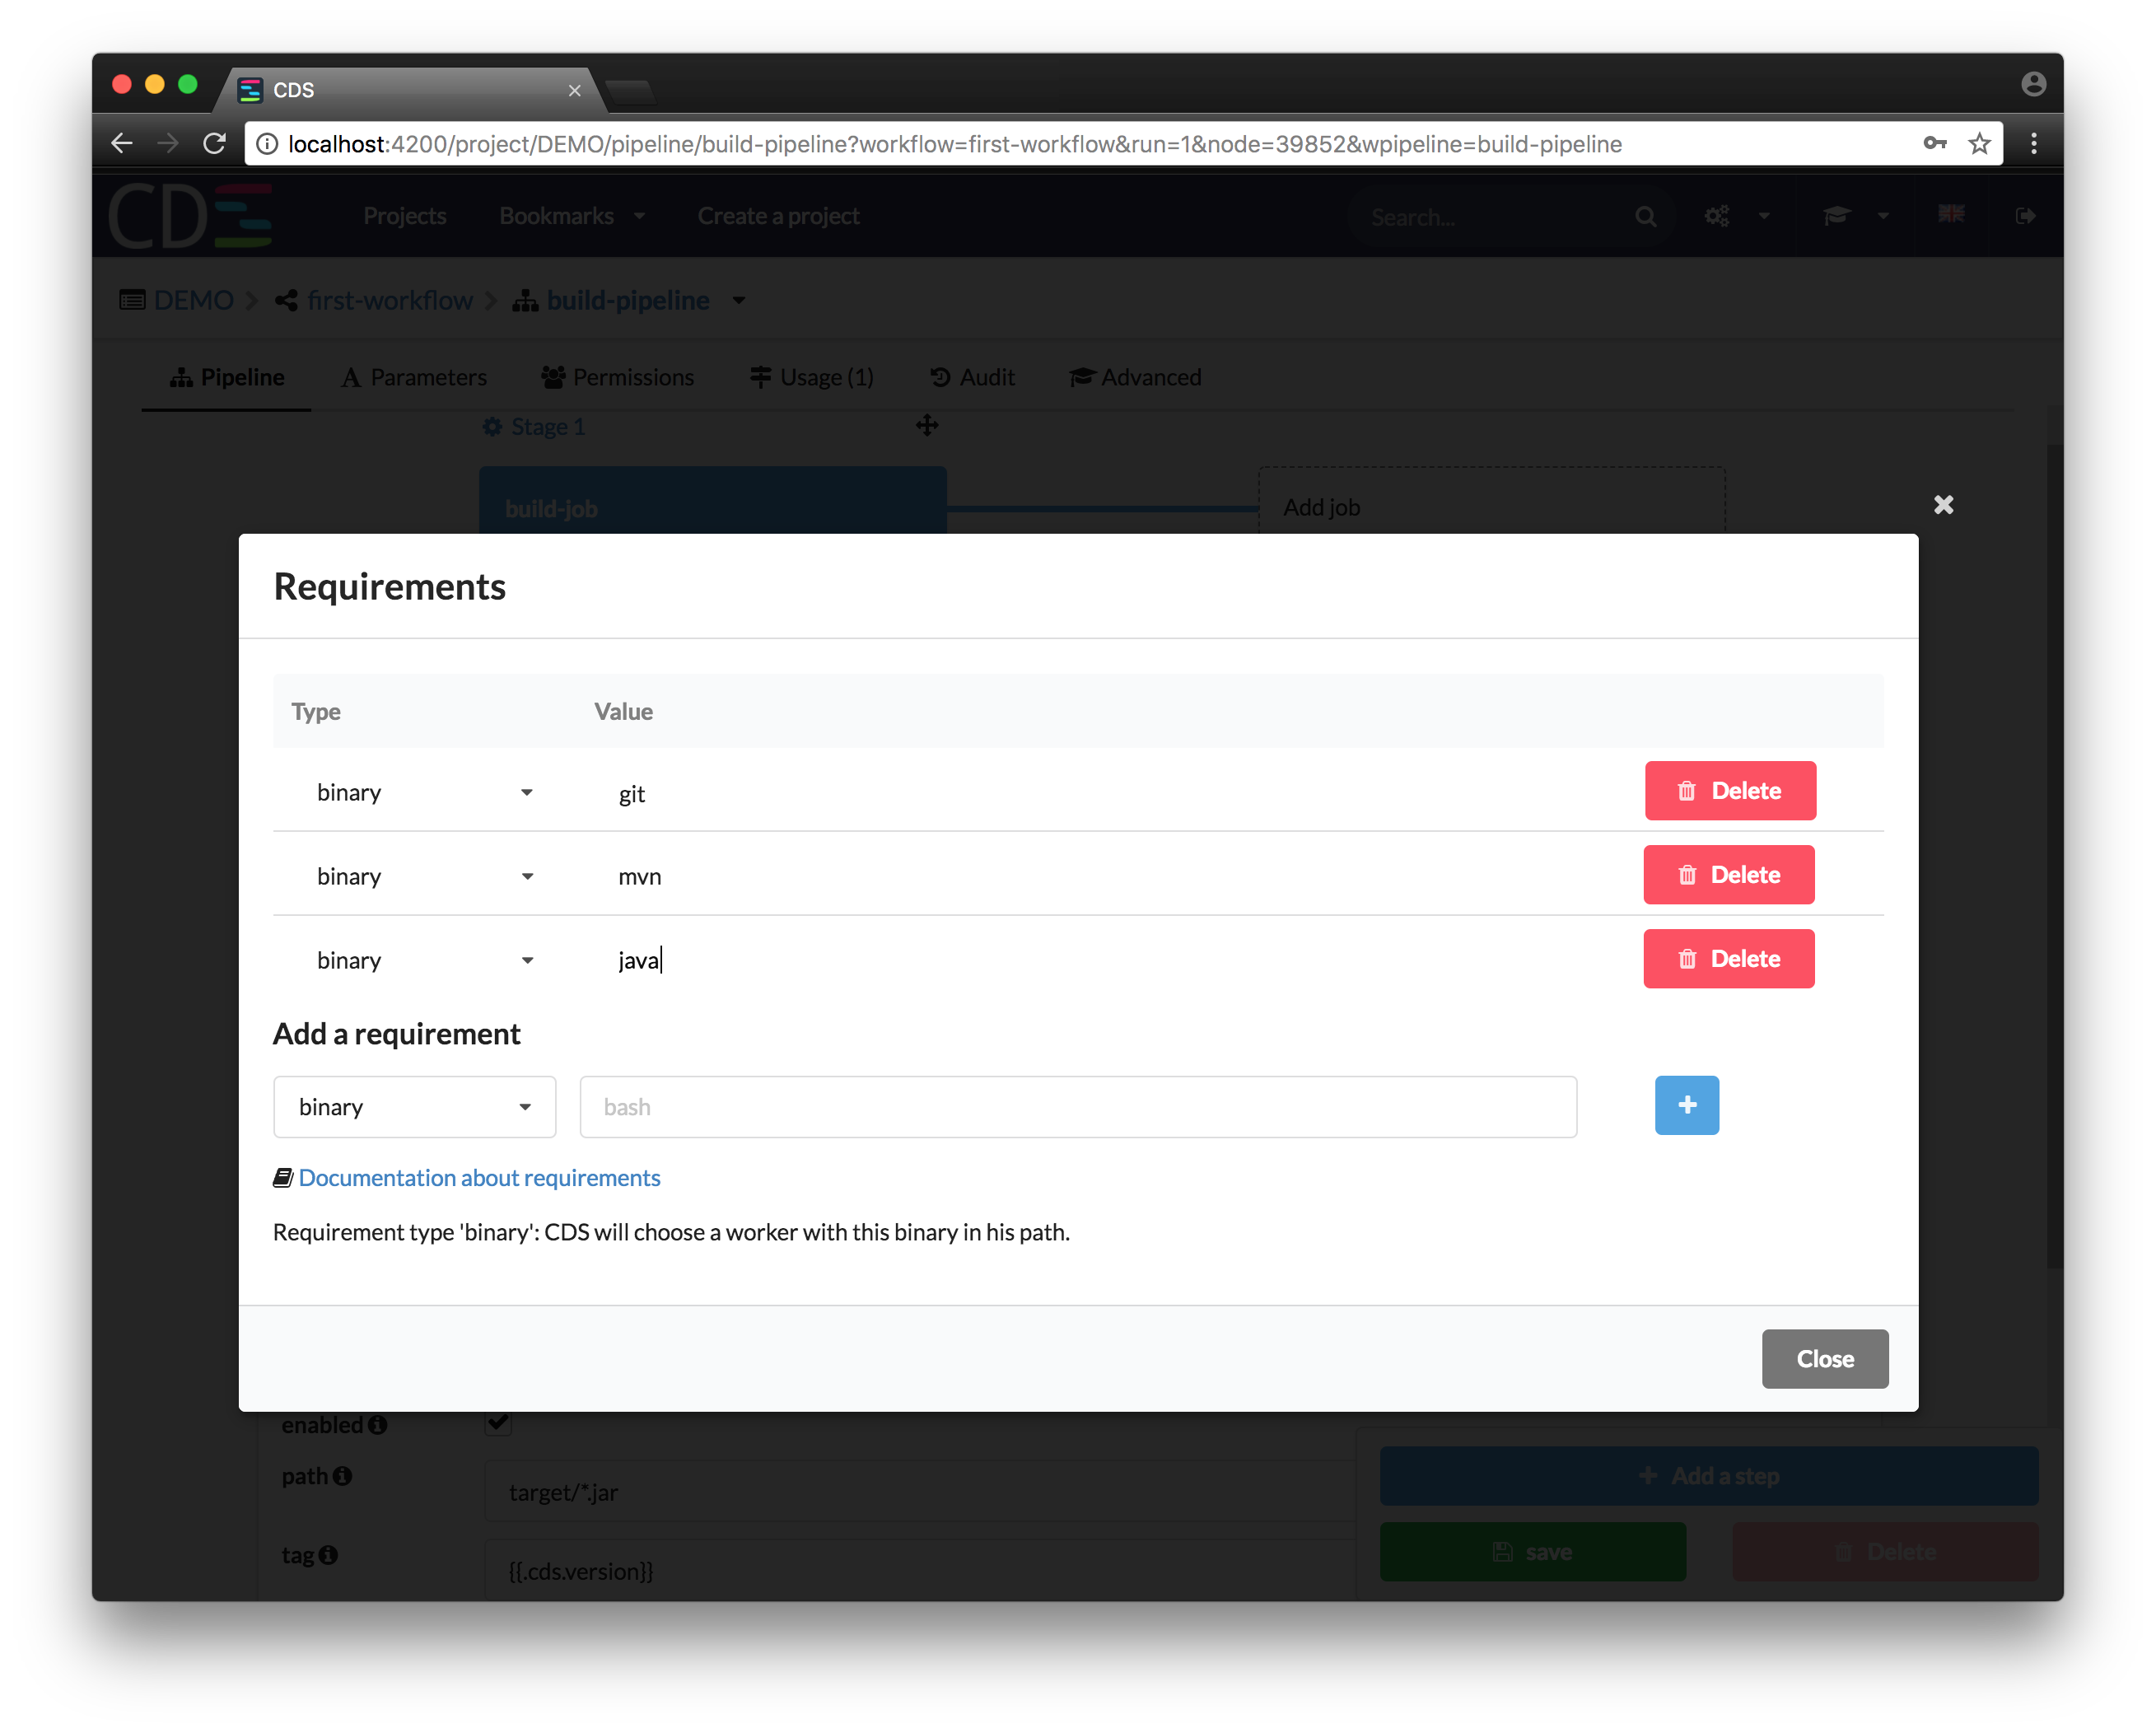 CDS
localhost:4200/project/DEMO/pipeline/build-pipeline?workflow=first-workflow&run=1&node=39852&wpipeline=build-pipeline
CDS Projects Bookmarks Create a project Search...
DEMO first-workflow build-pipeline
Pipeline Parameters Permissions Usage (1) Audit Advanced
Stage 1
build-job Add job
Requirements
Type Value
binary git Delete
binary mvn Delete
binary java Delete
Add a requirement
binary bash
Documentation about requirements
Requirement type 'binary': CDS will choose a worker with this binary in his path.
Close
enabled
path target/*.jar
Add a step
tag {{.cds.version}}
save Delete